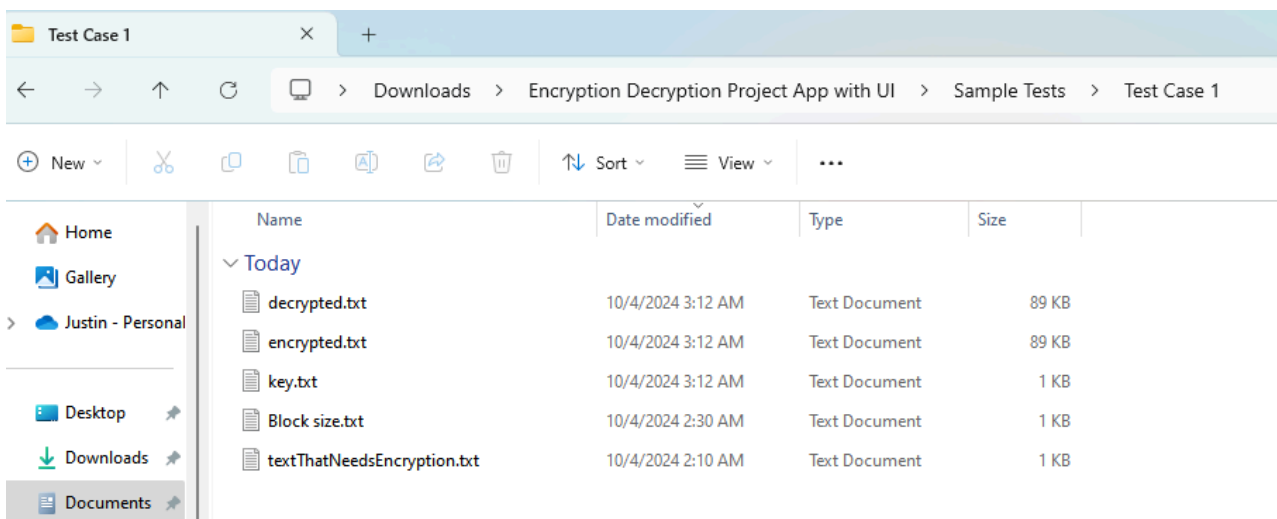 Test Case 1
Downloads > Encryption Decryption Project App with UI > Sample Tests > Test Case 1
New Sort View ...
Name Date modified Type Size
Home
Gallery
Justin - Personal
Desktop
Downloads
Documents
Today
decrypted.txt 10/4/2024 3:12 AM Text Document 89 KB
encrypted.txt 10/4/2024 3:12 AM Text Document 89 KB
key.txt 10/4/2024 3:12 AM Text Document 1 KB
Block size.txt 10/4/2024 2:30 AM Text Document 1 KB
textThatNeedsEncryption.txt 10/4/2024 2:10 AM Text Document 1 KB